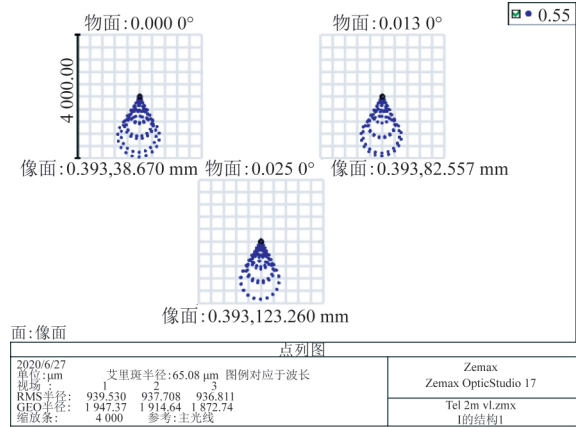 0.55
物面:0.000 0°
物面:0.013 0°
4 000.00
像面:0.393,38.670 mm
像面:0.393,82.557 mm
物面:0.025 0°
像面:0.393,123.260 mm
面:像面
点列图
2020/6/27
单位:μm 艾里斑半径:65.08 μm 图例对应于波长
视场 : 1 2 3
RMS半径: 939.530 937.708 936.811
GEO半径: 1 947.37 1 914.64 1 872.74
缩放条: 4 000 参考:主光线
Zemax
Zemax OpticStudio 17
Tel 2m vl.zmx
I的结构1